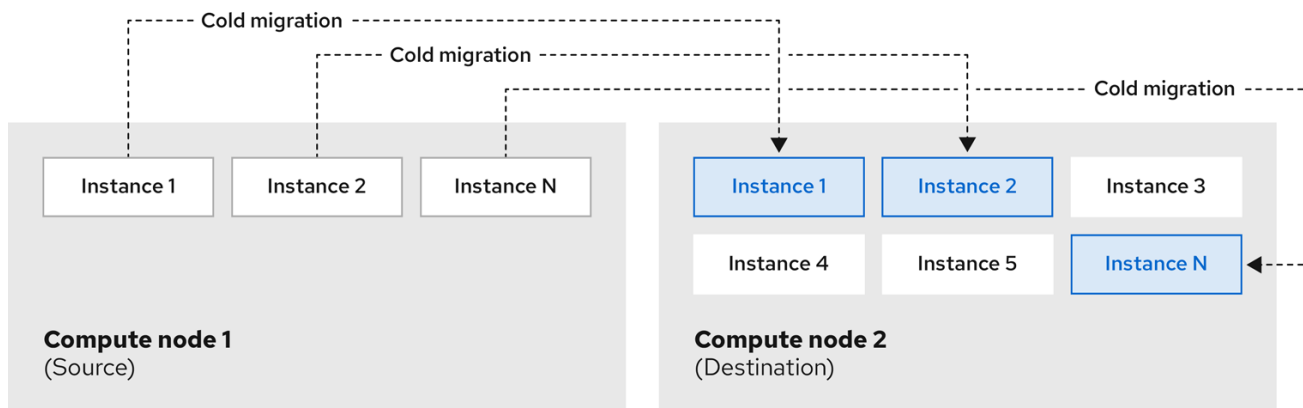 Cold migration
Cold migration
Cold migration
Instance 1
Instance 2
Instance N
Compute node 1
(Source)
Instance 1
Instance 2
Instance 3
Instance 4
Instance 5
Instance N
Compute node 2
(Destination)